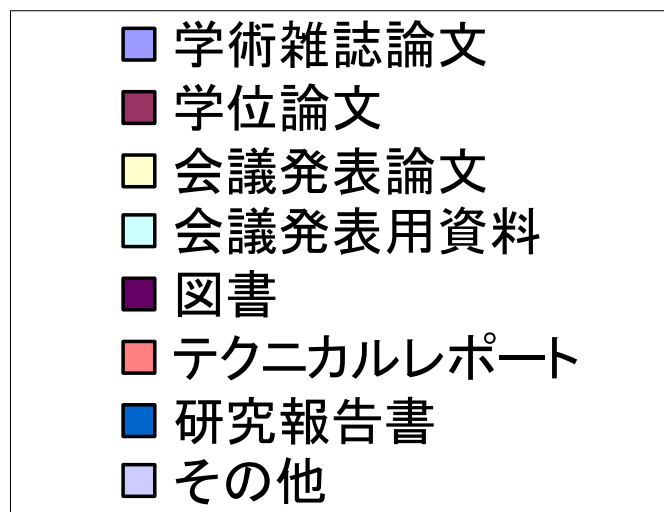 学術雑誌論文
学位論文
会議発表論文
会議発表用資料
図書
テクニカルレポート
研究報告書
その他